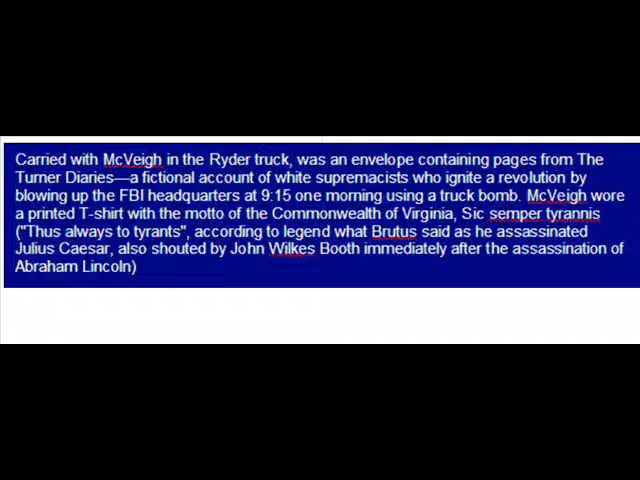 Carried with McVeigh in the Ryder truck, was an envelope containing pages from The
Turner Diaries—a fictional account of white supremacists who ignite a revolution by
blowing up the FBI headquarters at 9:15 one morning using a truck bomb. McVeigh wore
a printed T-shirt with the motto of the Commonwealth of Virginia, Sic semper tyrannis
("Thus always to tyrants", according to legend what Brutus said as he assassinated
Julius Caesar, also shouted by John Wilkes Booth immediately after the assassination of
Abraham Lincoln)